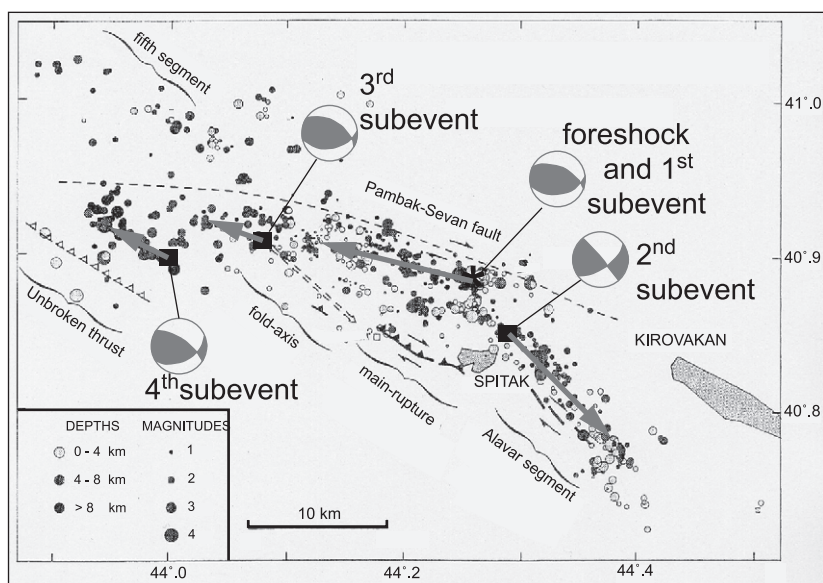 fifth segment
3rd
subevent
41°.0
foreshock
and 1st
subevent
Pambak-Sevan fault
40°.9
2nd
subevent
Unbroken thrust
fold-axis
KIROVAKAN
4th subevent
SPITAK
main-rupture
40°.8
Alavar segment
DEPTHS
MAGNITUDES
0 - 4 km
4 - 8 km
> 8 km
1
2
3
4
10 km
44°.0
44°.2
44°.4